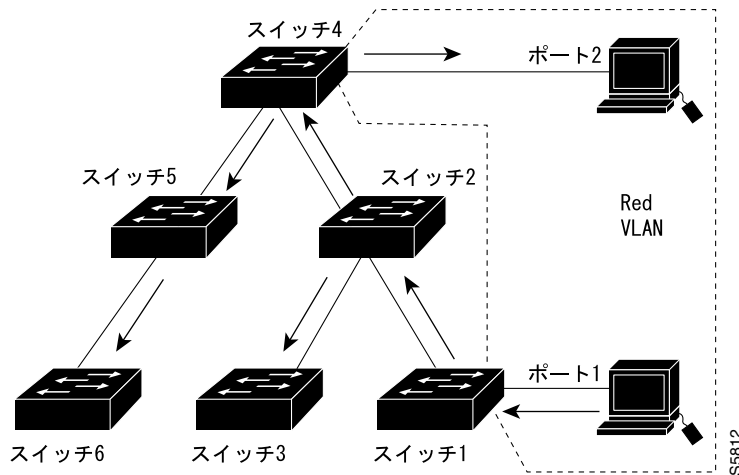 スイッチ4
ポート2
スイッチ5
スイッチ2
Red
VLAN
ポート1
スイッチ6
スイッチ3
スイッチ1
S5812